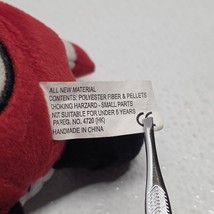 ALL NEW MATERIAL
CONTENTS: POLYESTER FIBER & PELLETS
CHOKING HARZARD - SMALL PARTS
NOT SUITABLE FOR UNDER 5 YEARS
PA REG. NO. 4720 (HK)
HANDMADE IN CHINA